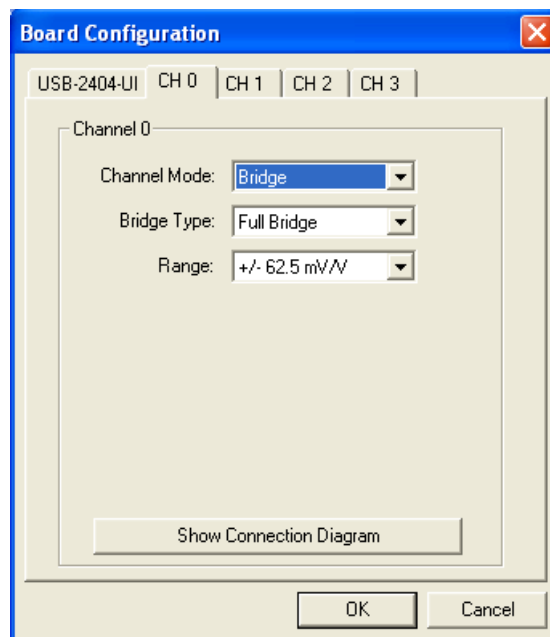 Board Configuration
USB-2404-UI CH 0 CH 1 CH 2 CH 3
Channel 0
Channel Mode: Bridge
Bridge Type: Full Bridge
Range: +/- 62.5 mV/V
Show Connection Diagram
OK Cancel